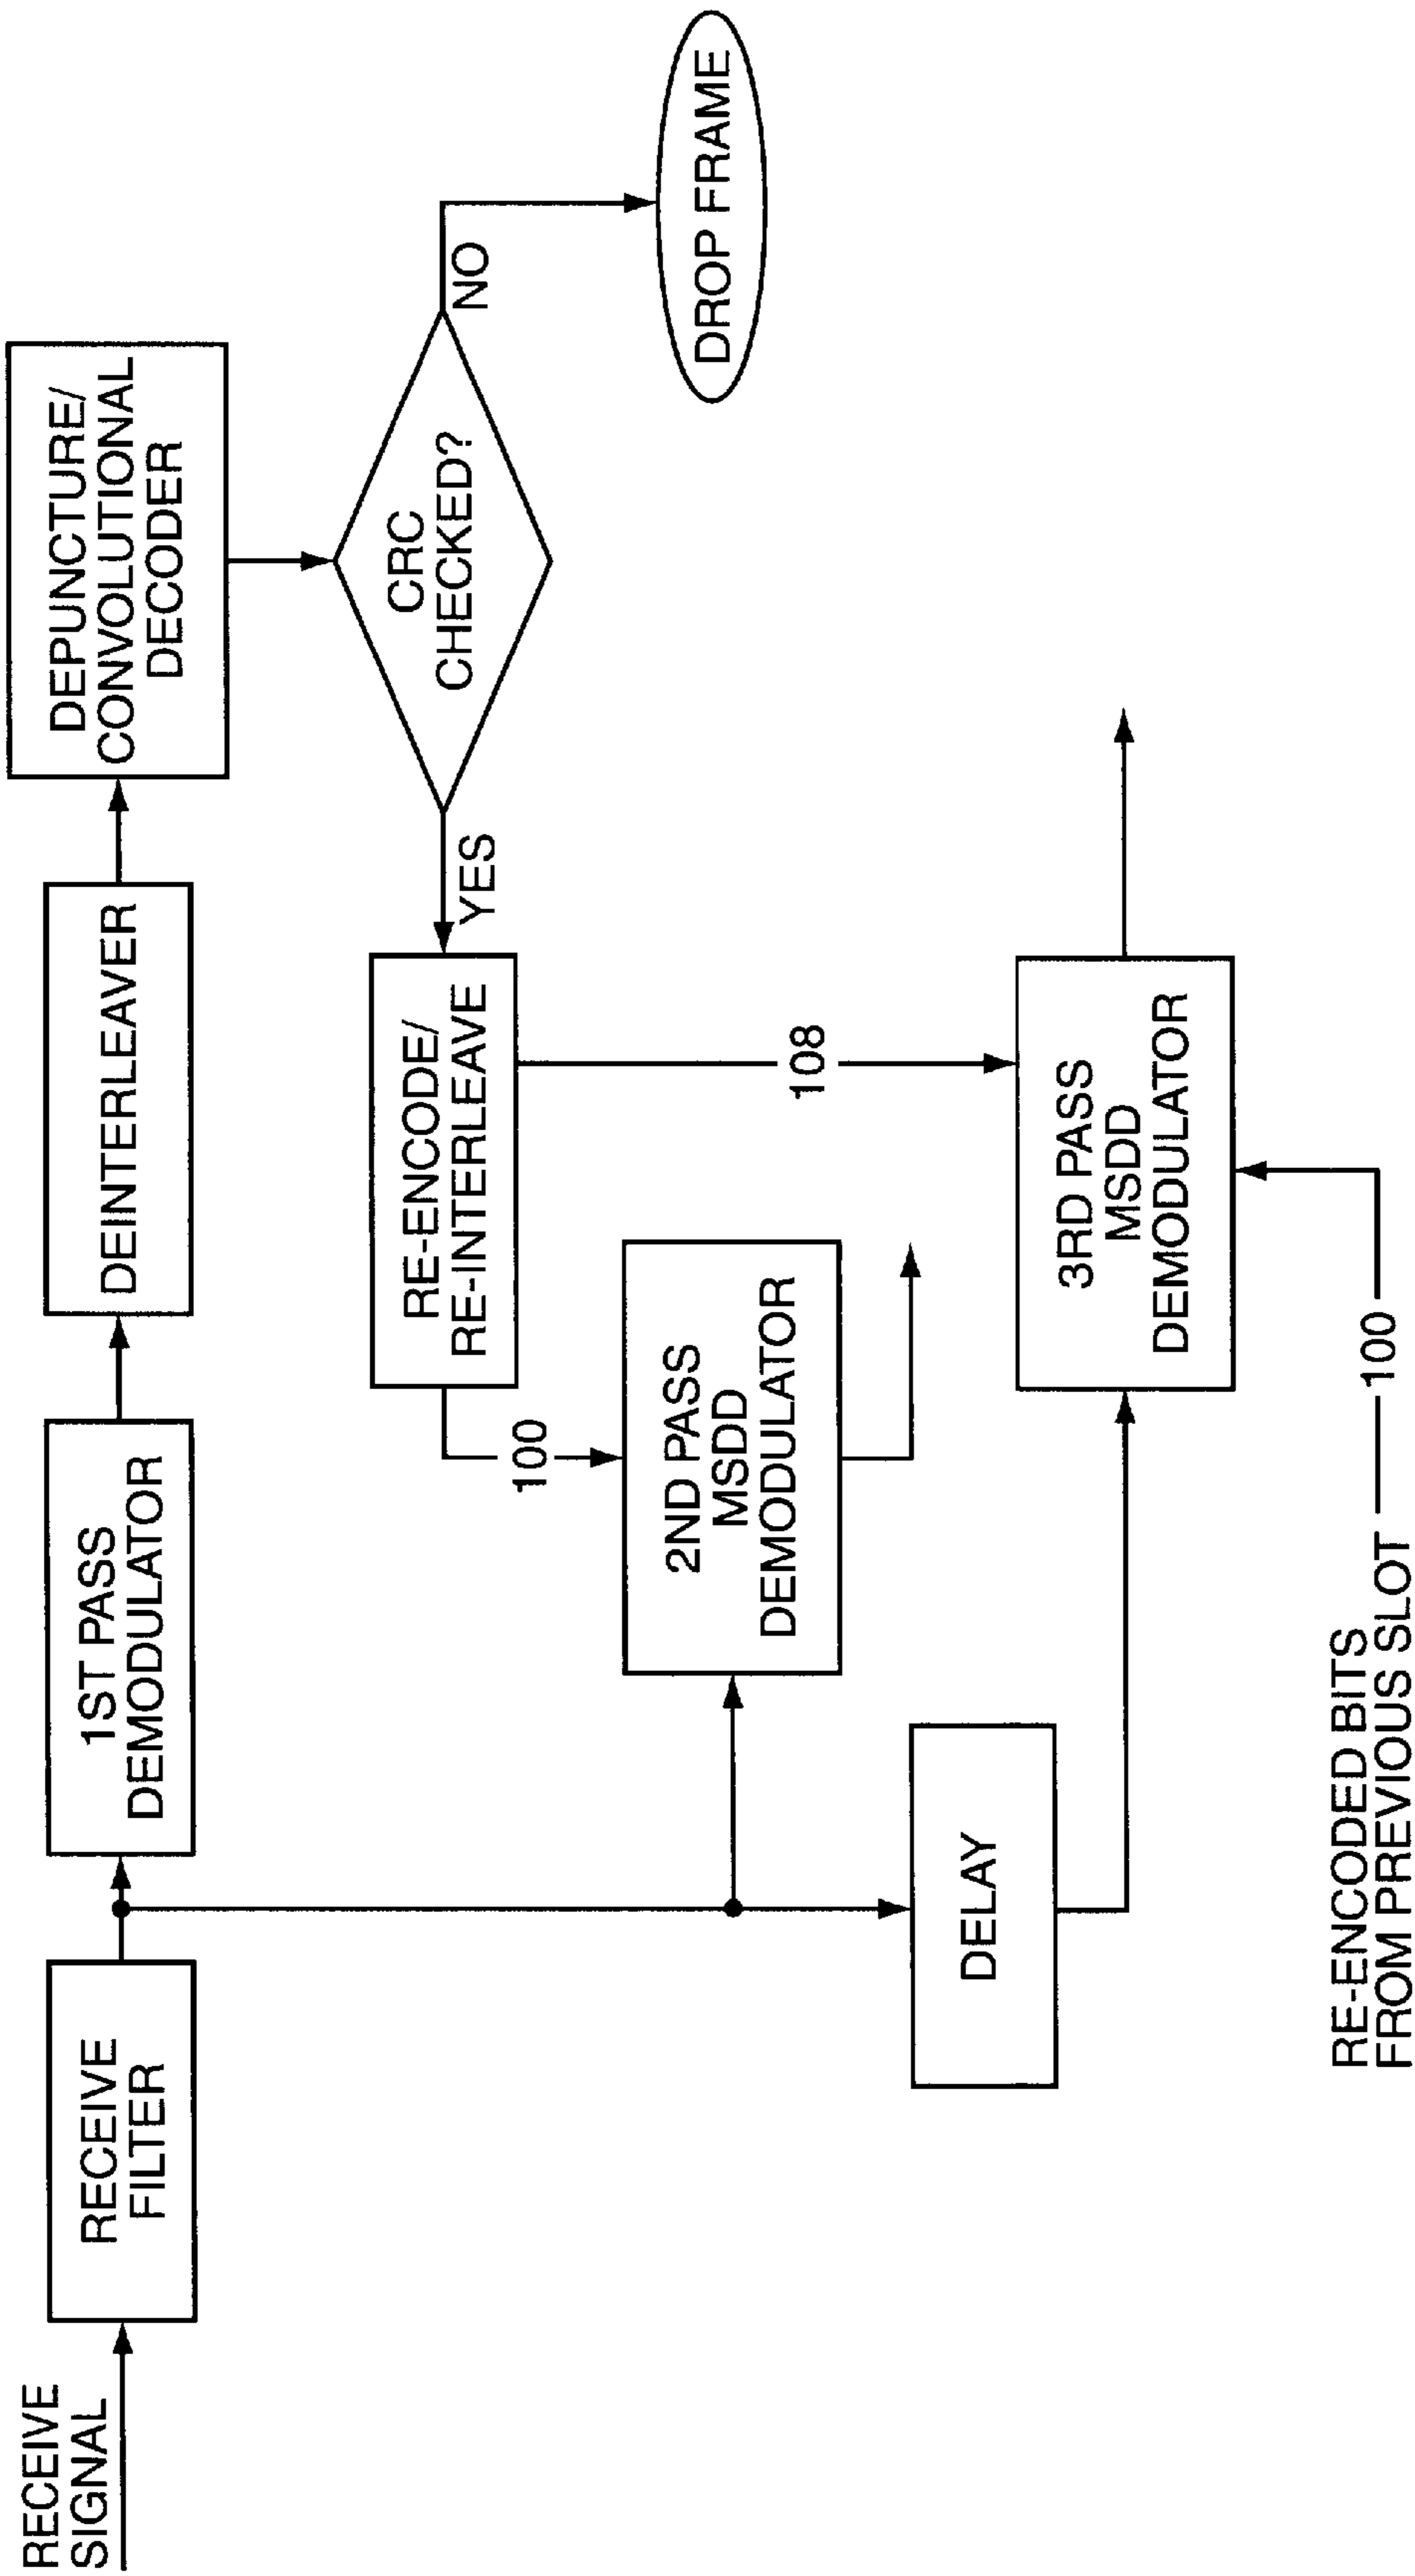 RECEIVE
SIGNAL
RECEIVE
FILTER
1ST PASS
DEMODULATOR
DEINTERLEAVER
DEPUNCTURE/
CONVOLUTIONAL
DECODER
CRC
CHECKED?
NO
YES
DROP FRAME
RE-ENCODE/
RE-INTERLEAVE
100
108
2ND PASS
MSDD
DEMODULATOR
DELAY
3RD PASS
MSDD
DEMODULATOR
RE-ENCODED BITS
FROM PREVIOUS SLOT
100